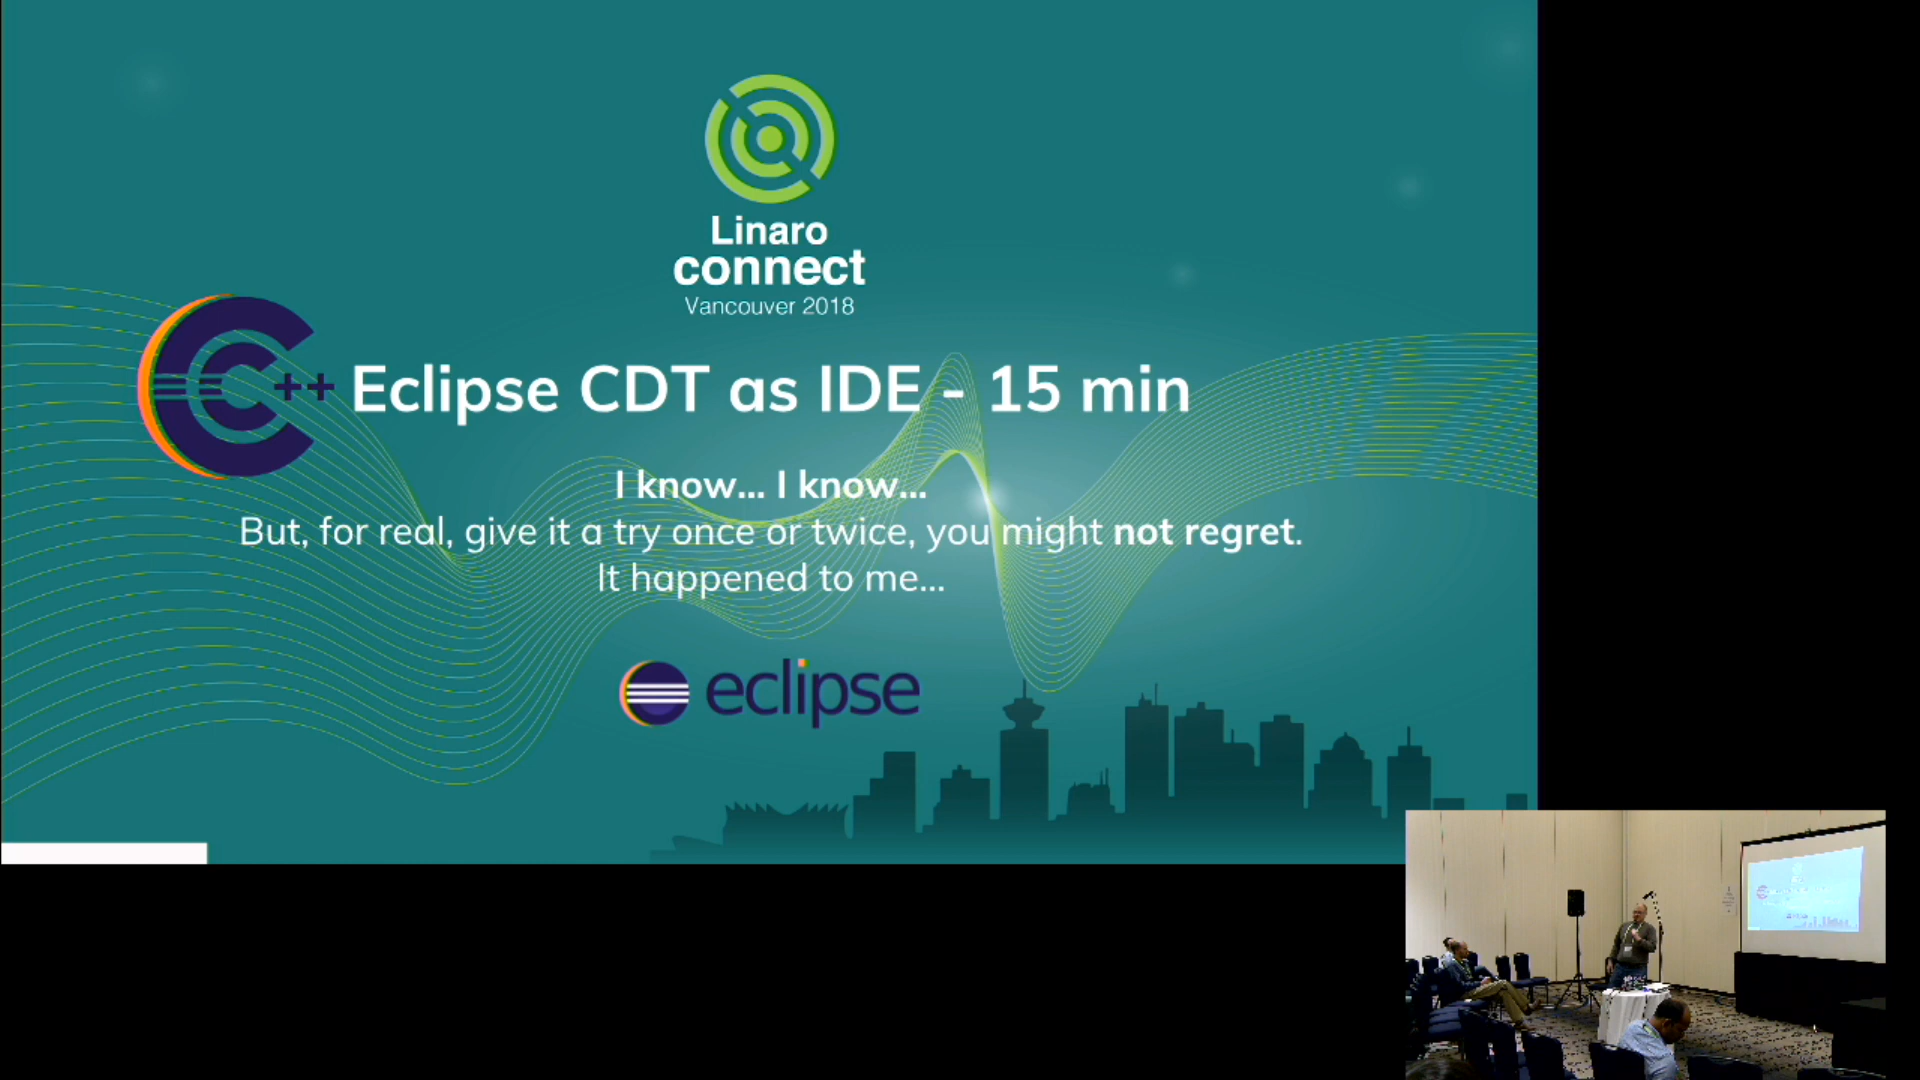 Linaro
connect
Vancouver 2018
C++ Eclipse CDT as IDE - 15 min
I know... I know...
But, for real, give it a try once or twice, you might not regret.
It happened to me...
eclipse